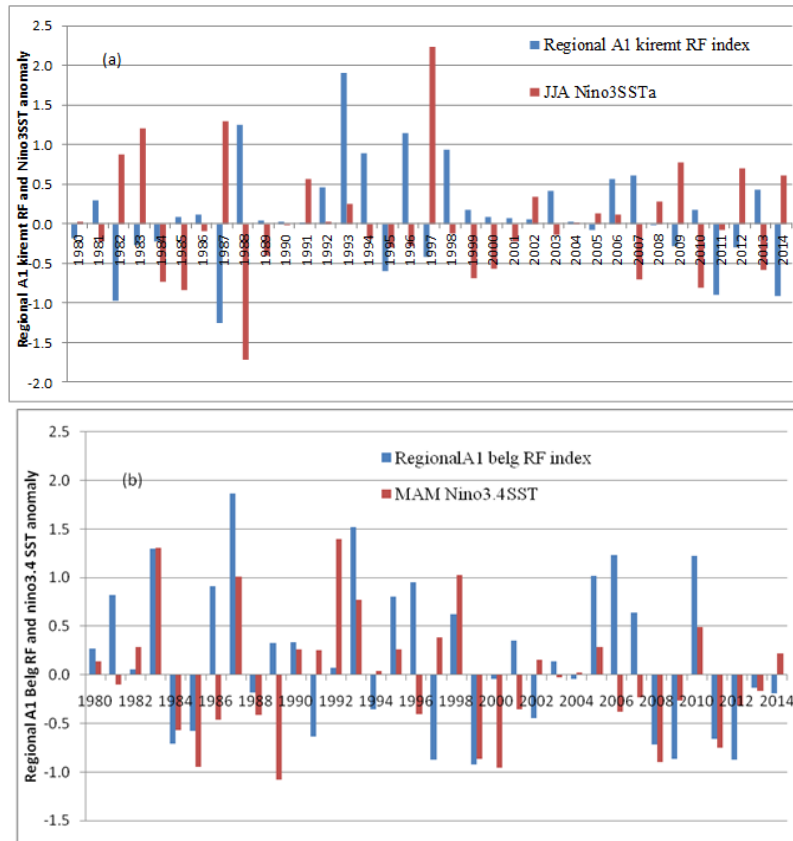 Regional A1 kiremt RF and Nino3SST anomaly
2.5
2.0
1.5
1.0
0.5
0.0
-0.5
-1.0
-1.5
-2.0
(a)
Regional A1 kiremt RF index
JJA Nino3SSTa
1980 1981 1982 1983 1984 1985 1986 1987 1988 1989 1990 1991 1992 1993 1994 1995 1996 1997 1998 1999 2000 2001 2002 2003 2004 2005 2006 2007 2008 2009 2010 2011 2012 2013 2014
Regional A1 Belg RF and nino3.4 SST anomaly
2.5
2.0
1.5
1.0
0.5
0.0
-0.5
-1.0
-1.5
(b)
RegionalA1 belg RF index
MAM Nino3.4SST
1980 1982 1984 1986 1988 1990 1992 1994 1996 1998 2000 2002 2004 2006 2008 2010 2012 2014